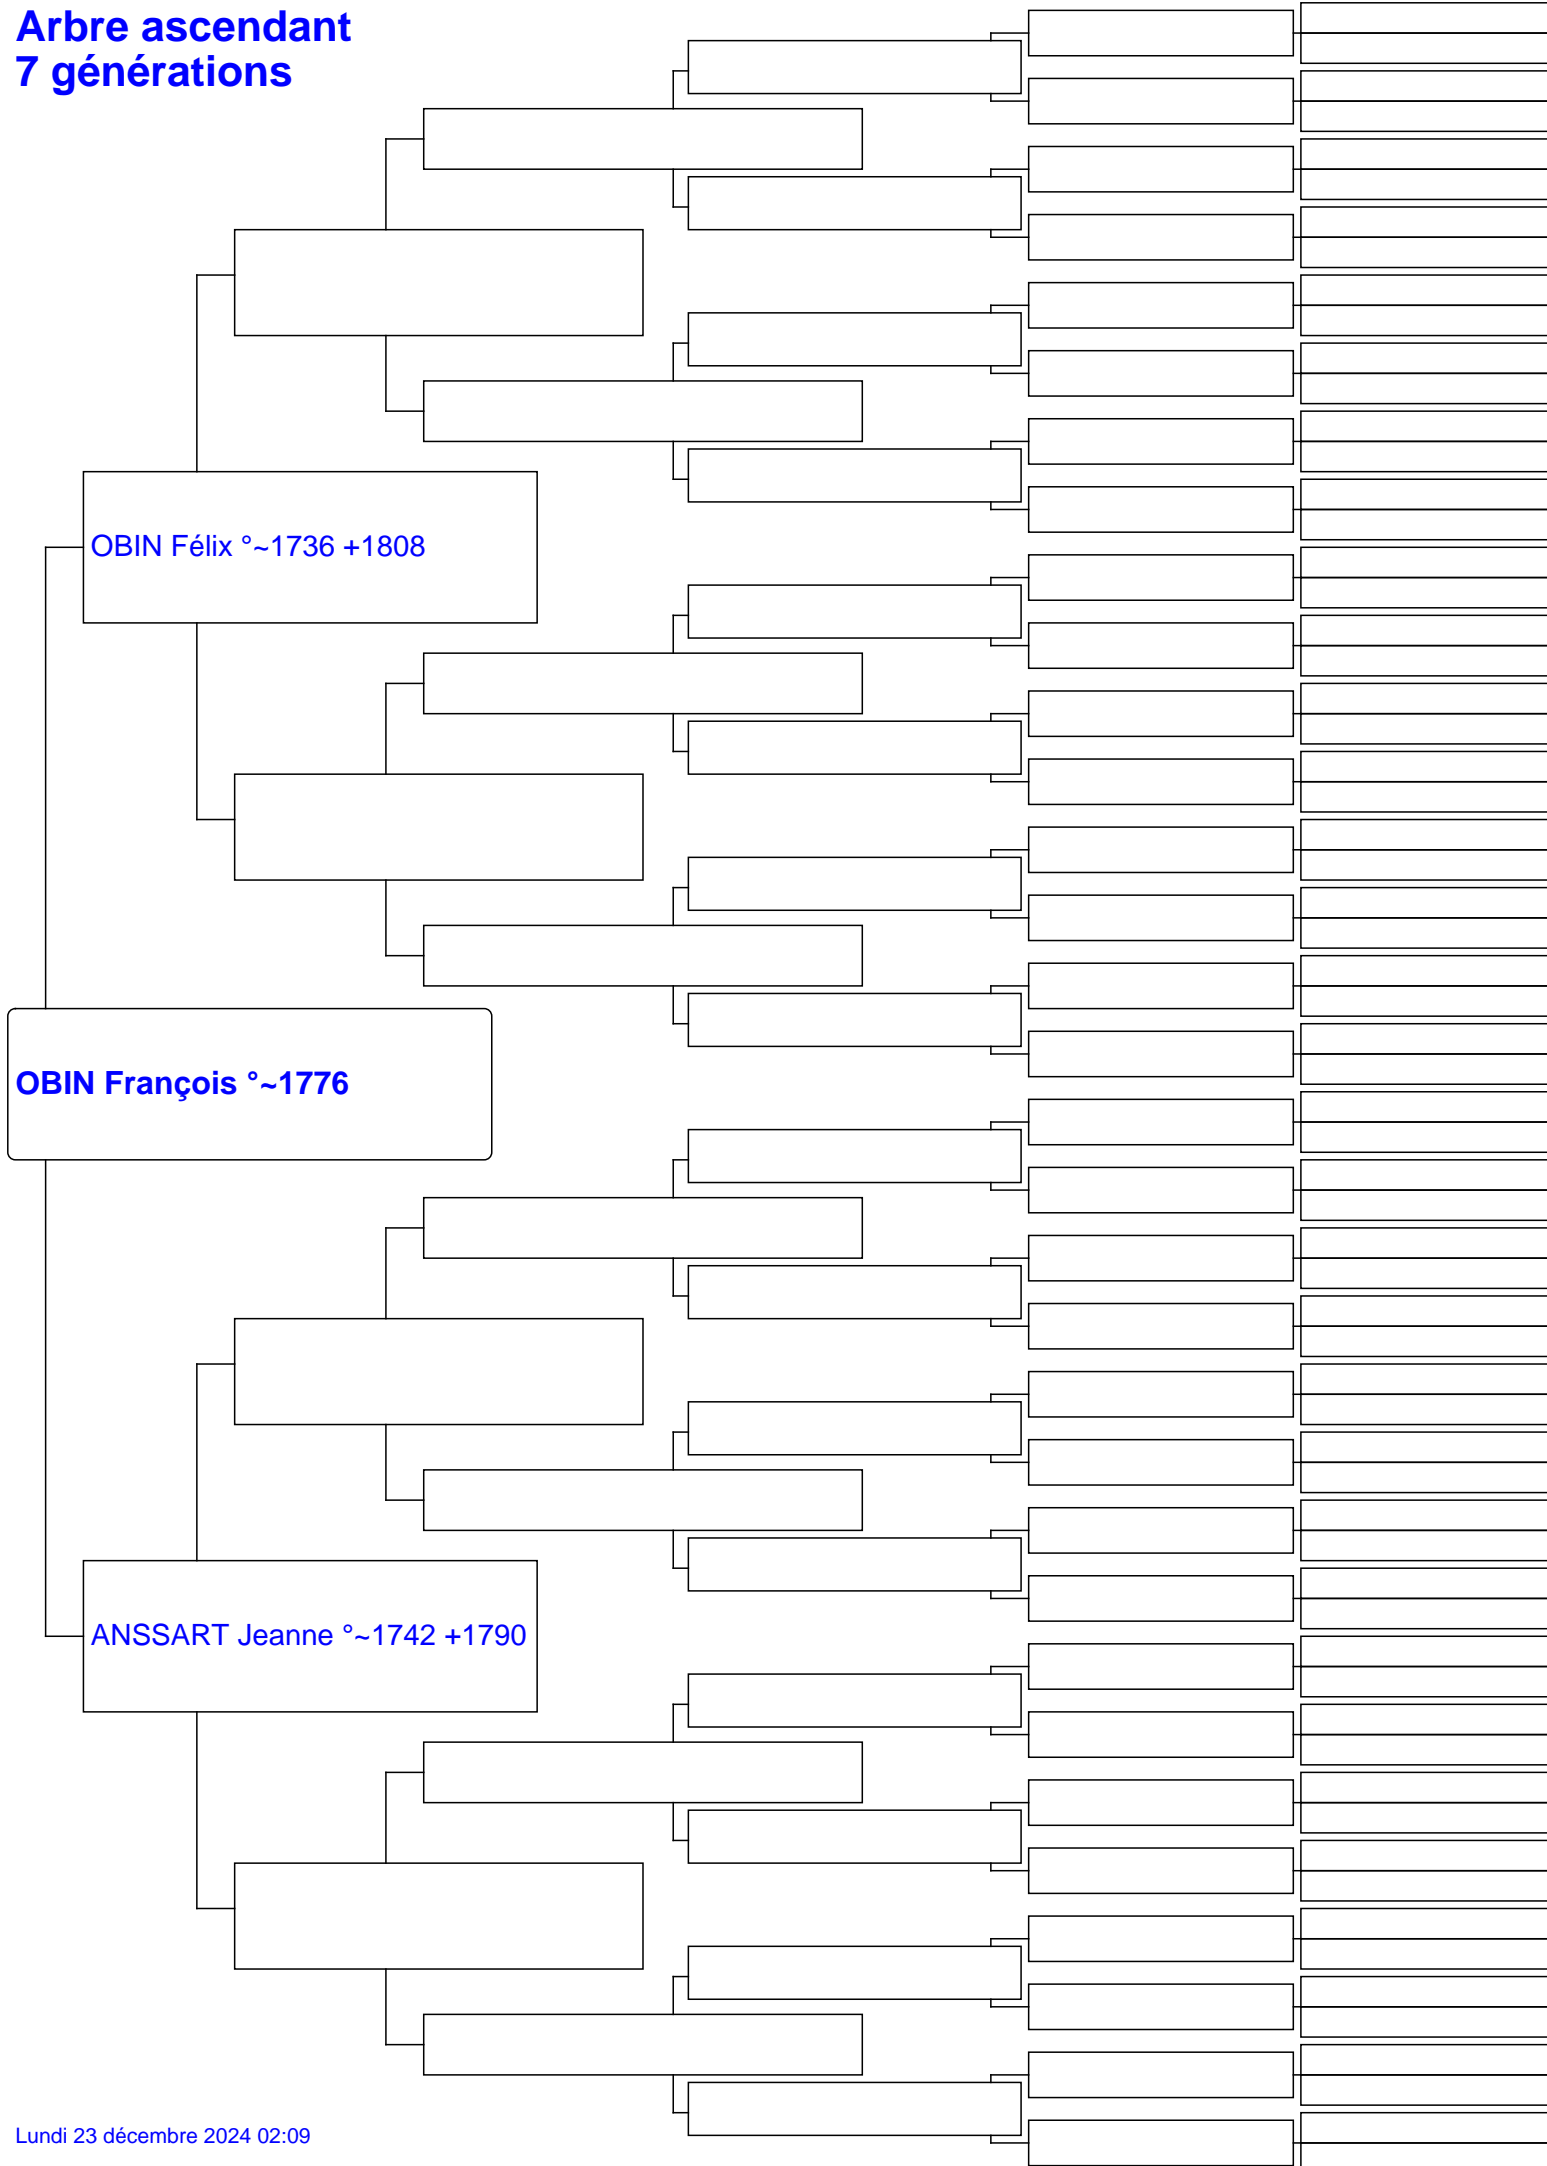 Arbre ascendant
7 générations
OBIN Félix °~1736 +1808
OBIN François °~1776
ANSSART Jeanne °~1742 +1790
Lundi 23 décembre 2024 02:09